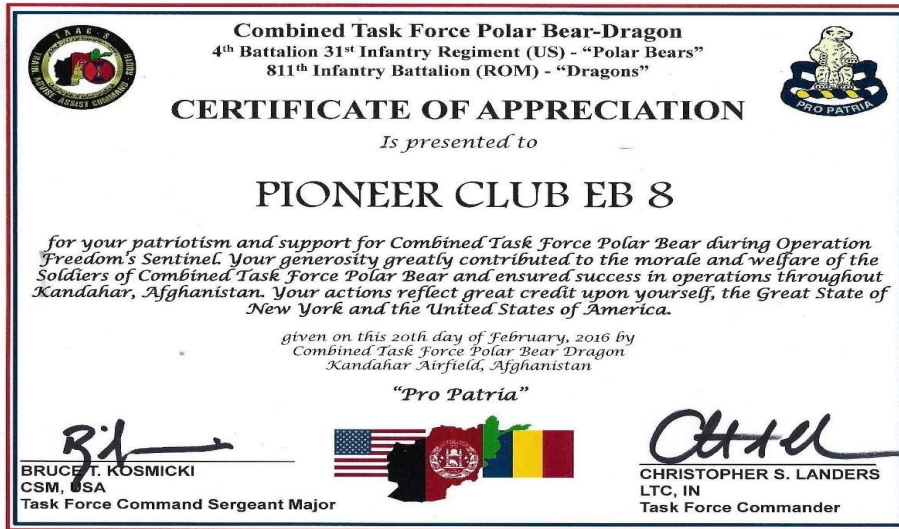 Combined Task Force Polar Bear-Dragon
4th Battalion 31st Infantry Regiment (US) - “Polar Bears”
811th Infantry Battalion (ROM) - “Dragons”
TAAC-S
TRAIN, ADVISE, ASSIST COMMAND
PRO PATRIA
CERTIFICATE OF APPRECIATION
Is presented to
PIONEER CLUB EB 8
for your patriotism and support for Combined Task Force Polar Bear during Operation
Freedom's Sentinel. Your generosity greatly contributed to the morale and welfare of the
Soldiers of Combined Task Force Polar Bear and ensured success in operations throughout
Kandahar, Afghanistan. Your actions reflect great credit upon yourself, the Great State of
New York and the United States of America.
given on this 20th day of February, 2016 by
Combined Task Force Polar Bear Dragon
Kandahar Airfield, Afghanistan
“Pro Patria”
BRUCE T. KOSMICKI
CSM, USA
Task Force Command Sergeant Major
CHRISTOPHER S. LANDERS
LTC, IN
Task Force Commander